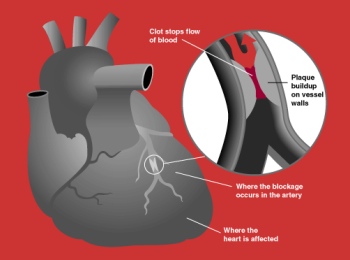 Clot stops flow
of blood
Plaque
buildup
on vessel
walls
Where the blockage
occurs in the artery
Where the
heart is affected